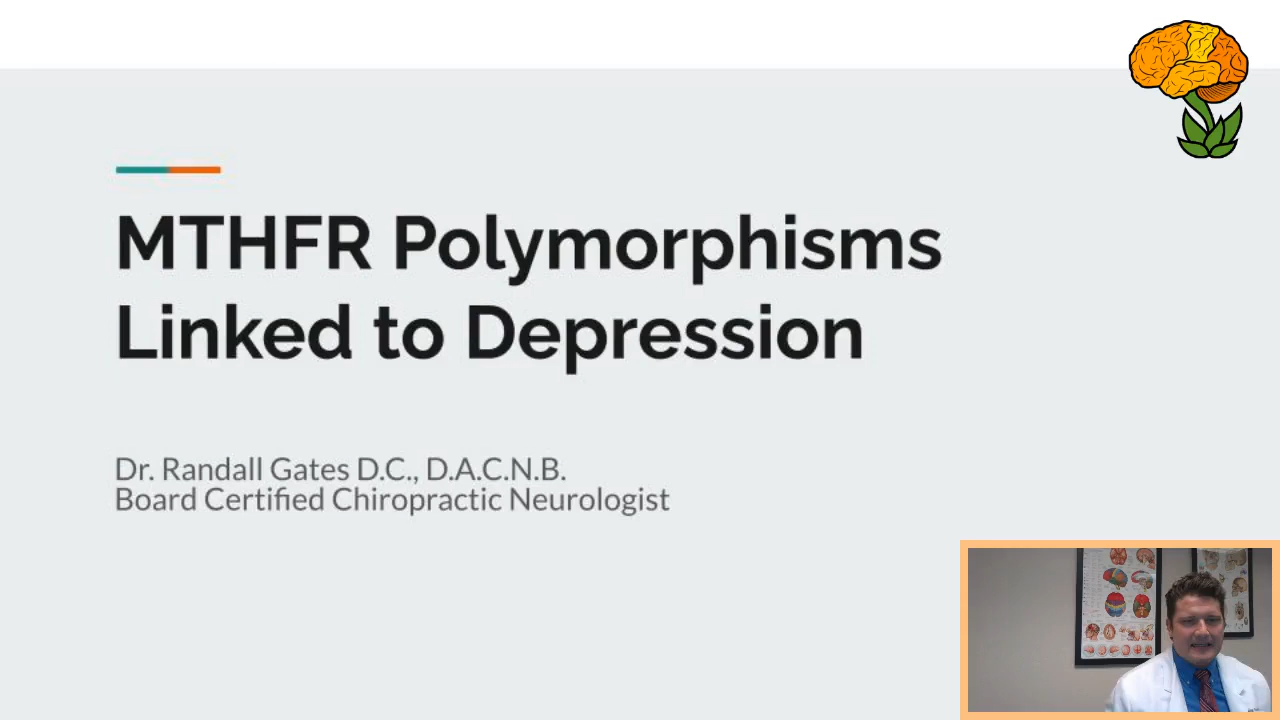 MTHFR Polymorphisms
Linked to Depression
Dr. Randall Gates D.C., D.A.C.N.B.
Board Certified Chiropractic Neurologist